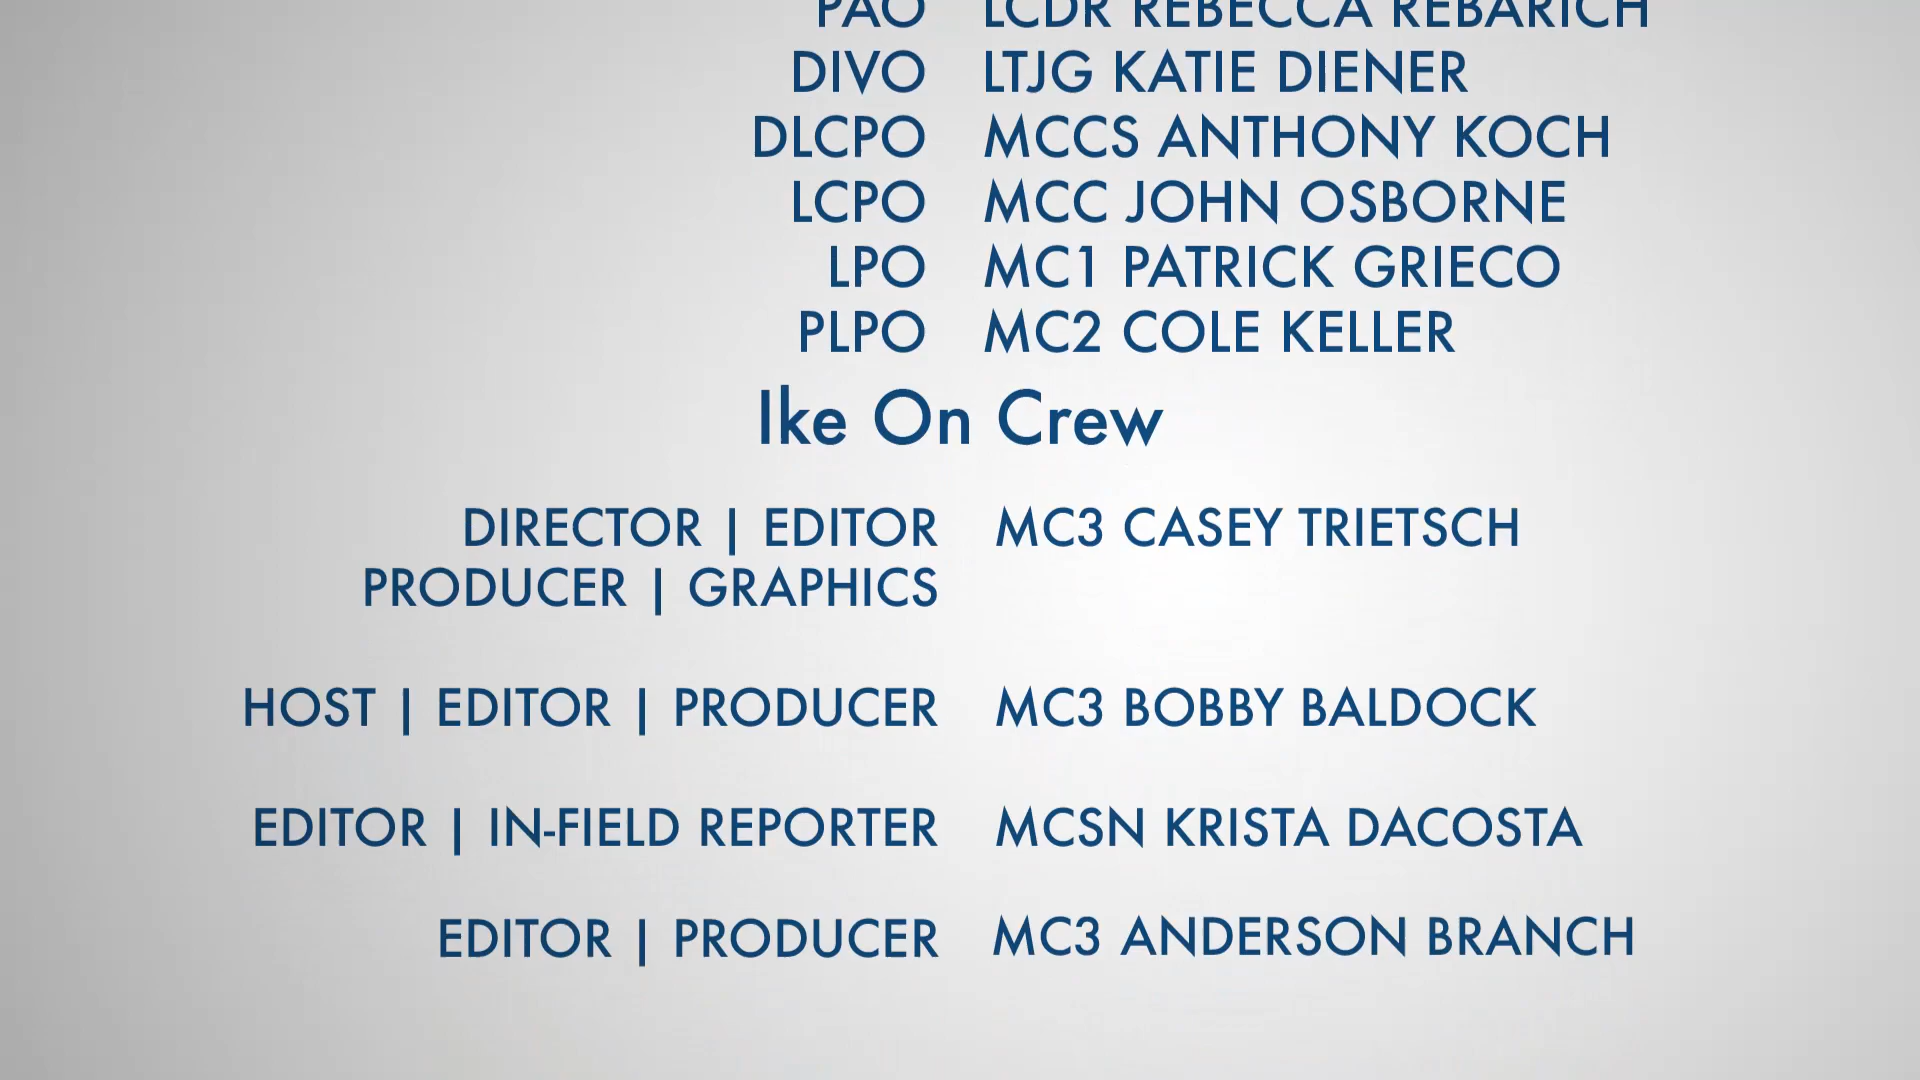 PAO LCDR REBECCA REBARICH
DIVO LTJG KATIE DIENER
DLCPO MCCS ANTHONY KOCH
LCPO MCC JOHN OSBORNE
LPO MC1 PATRICK GRIECO
PLPO MC2 COLE KELLER
Ike On Crew
DIRECTOR | EDITOR MC3 CASEY TRIETSCH
PRODUCER | GRAPHICS
HOST | EDITOR | PRODUCER MC3 BOBBY BALDOCK
EDITOR | IN-FIELD REPORTER MCSN KRISTA DACOSTA
EDITOR | PRODUCER MC3 ANDERSON BRANCH